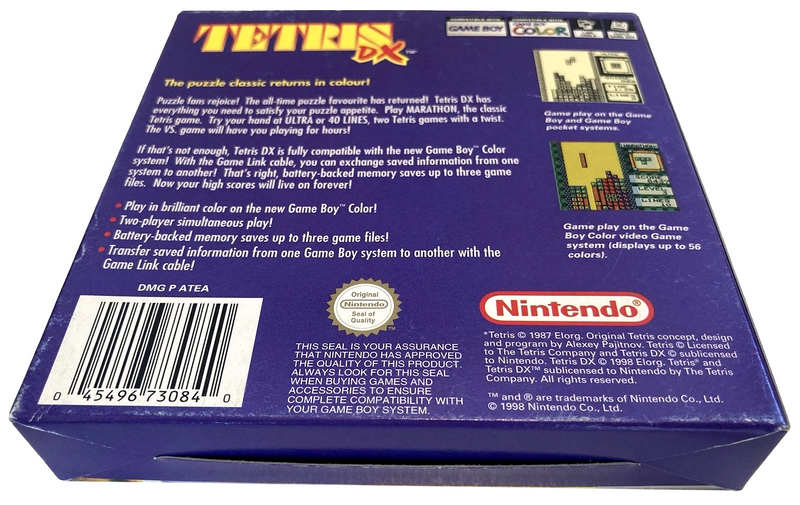 TETRIS DX™
COMPATIBLE WITH
GAME BOY
COMPATIBLE WITH
GAME BOY
COLOR
The puzzle classic returns in colour!
Puzzle fans rejoice! The all-time puzzle favourite has returned! Tetris DX has
everything you need to satisfy your puzzle appetite. Play MARATHON, the classic
Tetris game. Try your hand at ULTRA or 40 LINES, two Tetris games with a twist.
The VS. game will have you playing for hours!
If that's not enough, Tetris DX is fully compatible with the new Game Boy™ Color
system! With the Game Link cable, you can exchange saved information from one
system to another! That's right, battery-backed memory saves up to three game
files. Now your high scores will live on forever!
• Play in brilliant color on the new Game Boy™ Color!
• Two-player simultaneous play!
• Battery-backed memory saves up to three game files!
• Transfer saved information from one Game Boy system to another with the
Game Link cable!
Game play on the Game
Boy and Game Boy
pocket systems.
Game play on the Game
Boy Color video Game
system (displays up to 56
colors).
DMG P ATEA
0 45496 73084 0
Original
Nintendo
Seal of
Quality
™
THIS SEAL IS YOUR ASSURANCE
THAT NINTENDO HAS APPROVED
THE QUALITY OF THIS PRODUCT.
ALWAYS LOOK FOR THIS SEAL
WHEN BUYING GAMES AND
ACCESSORIES TO ENSURE
COMPLETE COMPATIBILITY WITH
YOUR GAME BOY SYSTEM.
Nintendo®
*Tetris © 1987 Elorg. Original Tetris concept, design
and program by Alexey Pajitnov. Tetris © Licensed
to The Tetris Company and Tetris DX © sublicensed
to Nintendo. Tetris DX © 1998 Elorg. Tetris® and
Tetris DX™ sublicensed to Nintendo by The Tetris
Company. All rights reserved.
™ and ® are trademarks of Nintendo Co., Ltd.
© 1998 Nintendo Co., Ltd.